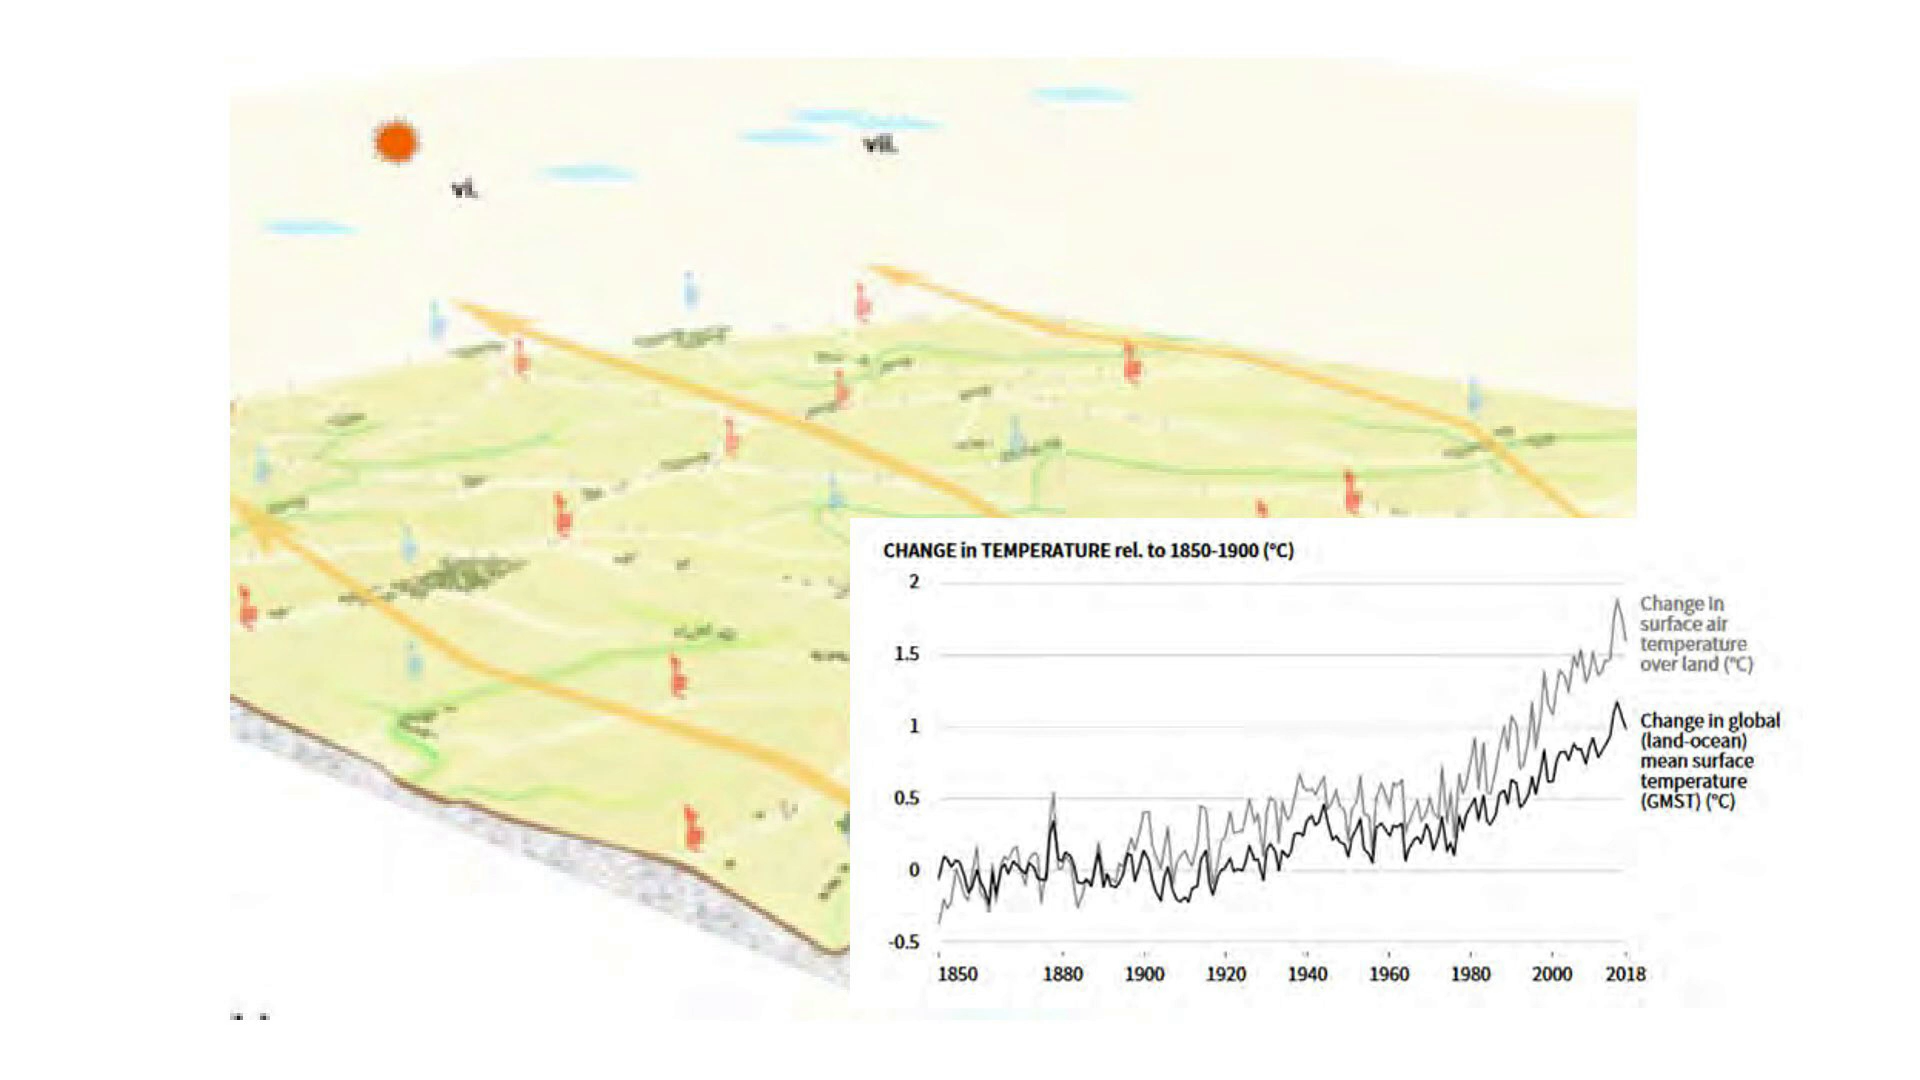 vi.
vii.
CHANGE in TEMPERATURE rel. to 1850-1900 (°C)
2
1.5
1
0.5
0
-0.5
1850 1880 1900 1920 1940 1960 1980 2000 2018
Change in
surface air
temperature
over land (°C)
Change in global
(land-ocean)
mean surface
temperature
(GMST) (°C)